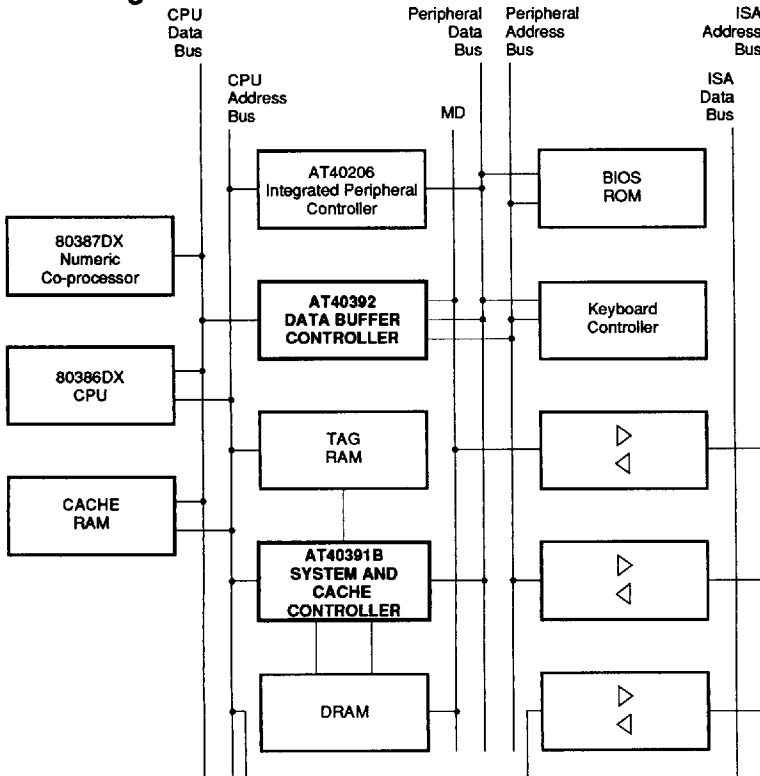 CPU
Data
Bus
Peripheral
Data
Bus
Peripheral
Address
Bus
ISA
Address
Bus
CPU
Address
Bus
MD
ISA
Data
Bus
AT40206
Integrated Peripheral
Controller
BIOS
ROM
80387DX
Numeric
Co-processor
AT40392
DATA BUFFER
CONTROLLER
Keyboard
Controller
80386DX
CPU
TAG
RAM
CACHE
RAM
AT40391B
SYSTEM AND
CACHE
CONTROLLER
DRAM